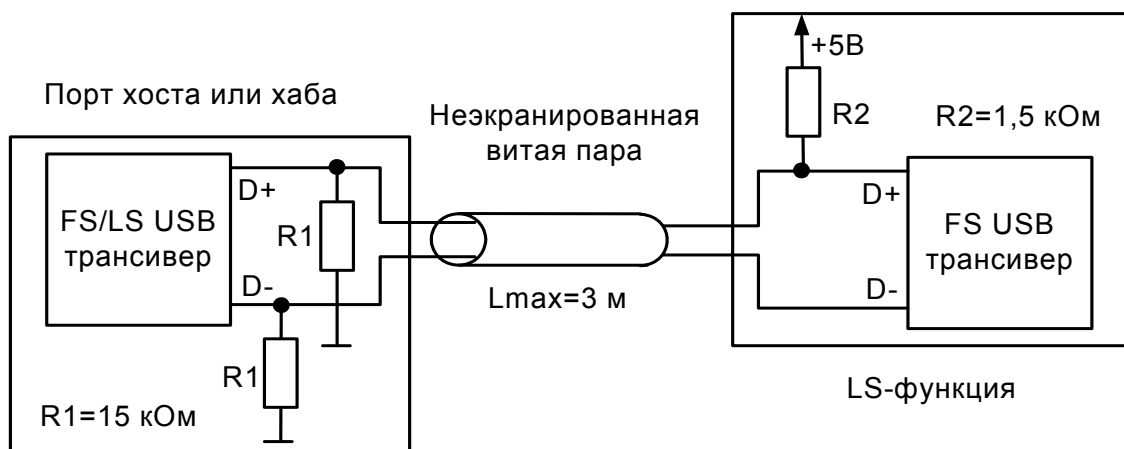 Порт хоста или хаба
FS/LS USB
трансивер
D+
D-
R1
R1
R1=15 кОм
Неэкранированная
витая пара
Lmax=3 м
+5В
R2
R2=1,5 кОм
D+
D-
FS USB
трансивер
LS-функция